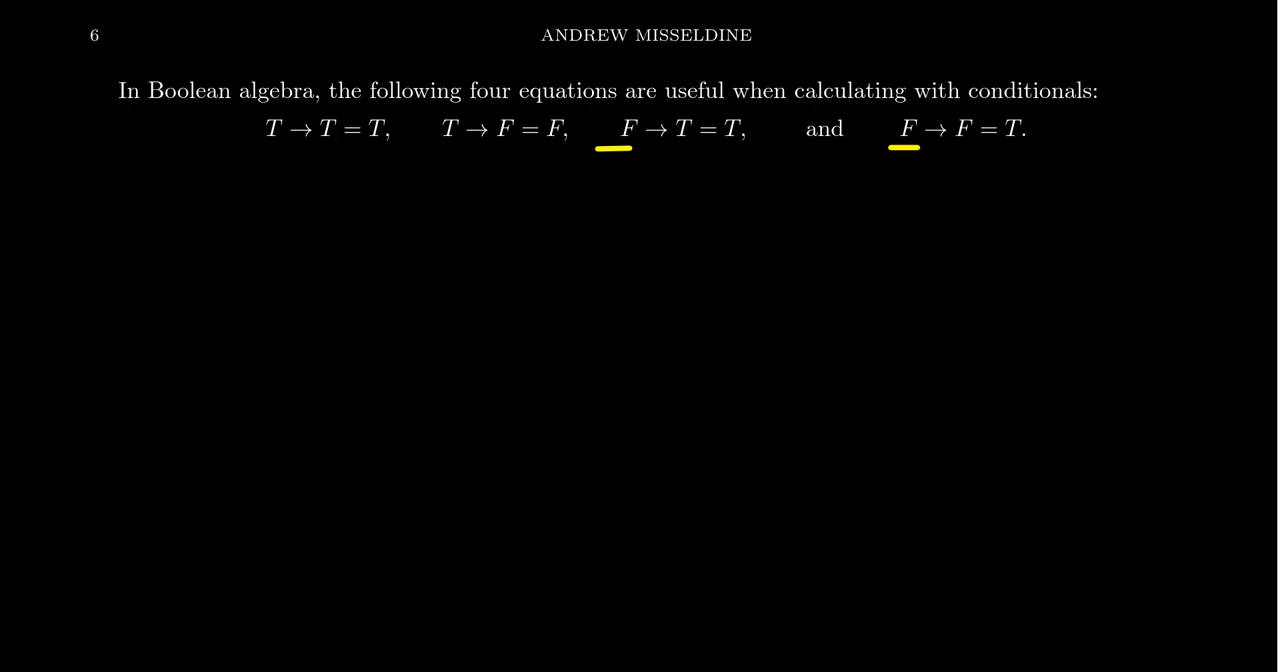 6 ANDREW MISSELDINE
In Boolean algebra, the following four equations are useful when calculating with conditionals:
T → T = T, T → F = F, F → T = T, and F → F = T.